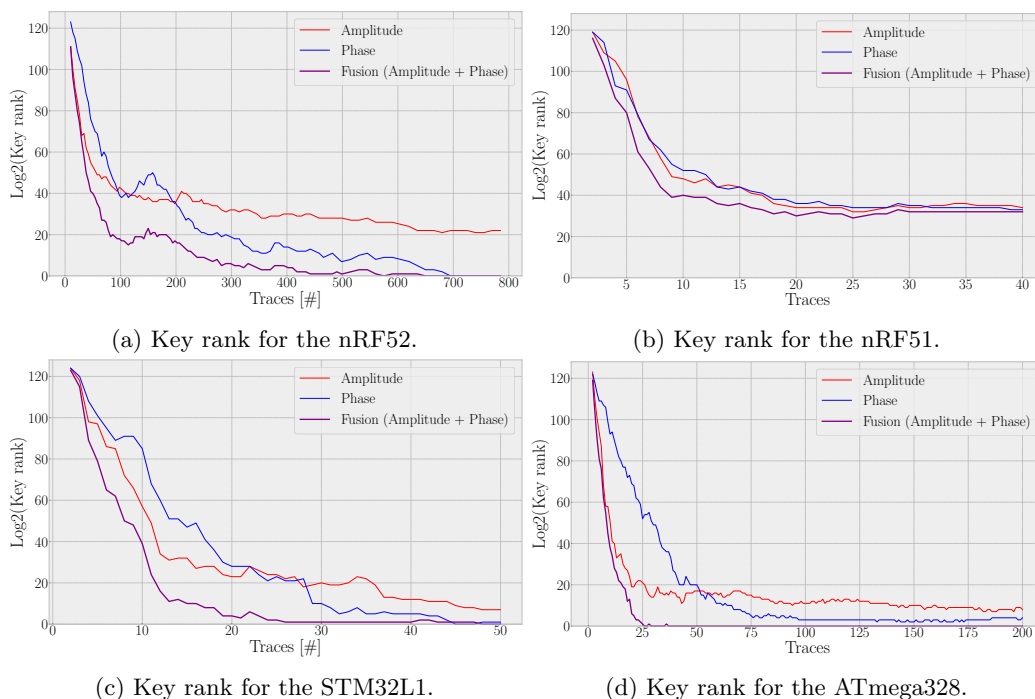 120
100
80
60
40
20
0
Log2(Key rank)
Amplitude
Phase
Fusion (Amplitude + Phase)
0 100 200 300 400 500 600 700 800
Traces [#]
(a) Key rank for the nRF52.
120
100
80
60
40
20
0
Log2(Key rank)
Amplitude
Phase
Fusion (Amplitude + Phase)
5 10 15 20 25 30 35 40
Traces
(b) Key rank for the nRF51.
120
100
80
60
40
20
0
Log2(Key rank)
Amplitude
Phase
Fusion (Amplitude + Phase)
0 10 20 30 40 50
Traces [#]
(c) Key rank for the STM32L1.
120
100
80
60
40
20
0
Log2(Key rank)
Amplitude
Phase
Fusion (Amplitude + Phase)
0 25 50 75 100 125 150 175 200
Traces
(d) Key rank for the ATmega328.